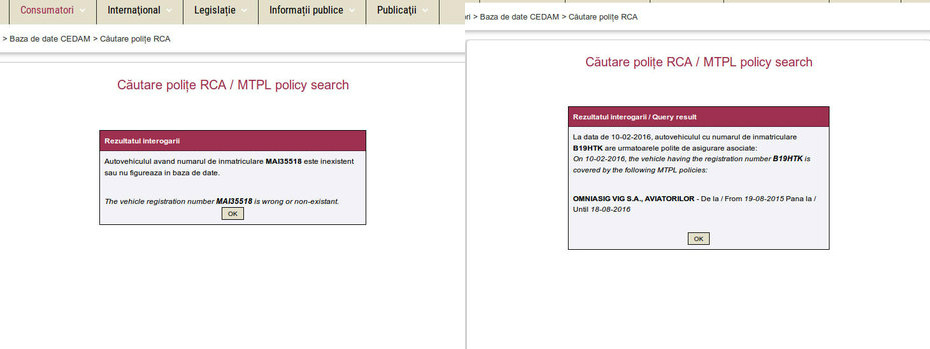 Consumatori Internaţional Legislaţie Informații publice Publicaţii
> Baza de date CEDAM > Căutare polițe RCA
Căutare polițe RCA / MTPL policy search
Rezultatul interogarii
Autovehiculul avand numarul de inmatriculare MAI35518 este inexistent
sau nu figureaza in baza de date.
The vehicle registration number MAI35518 is wrong or non-existant.
OK
ri > Baza de date CEDAM > Căutare polițe RCA
Căutare polițe RCA / MTPL policy search
Rezultatul interogarii / Query result
La data de 10-02-2016, autovehiculul cu numarul de inmatriculare
B19HTK are urmatoarele polite de asigurare asociate:
On 10-02-2016, the vehicle having the registration number B19HTK is
covered by the following MTPL policies:
OMNIASIG VIG S.A., AVIATORILOR - De la / From 19-08-2015 Pana la /
Until 18-08-2016
OK